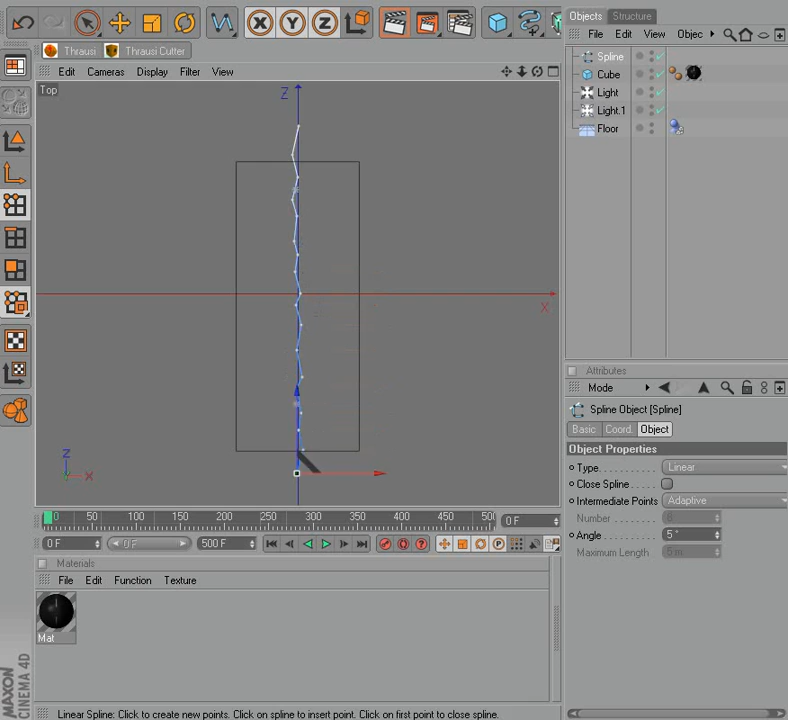 X Y Z
Objects Structure
Thrausi Thrausi Cutter
File Edit View Objec
Edit Cameras Display Filter View
Top
Z
X
Z
X
Spline
Cube
Light
Light.1
Floor
Attributes
Mode
Spline Object [Spline]
Basic Coord. Object
Object Properties
Type. Linear
Close Spline
Intermediate Points Adaptive
Number
Angle 5 °
Maximum Length 5 m
0 50 100 150 200 250 300 350 400 450 500 0 F
0 F 0 F 500 F
Materials
File Edit Function Texture
Mat
MAXON
CINEMA 4D
Linear Spline: Click to create new points. Click on spline to insert point. Click on first point to close spline.